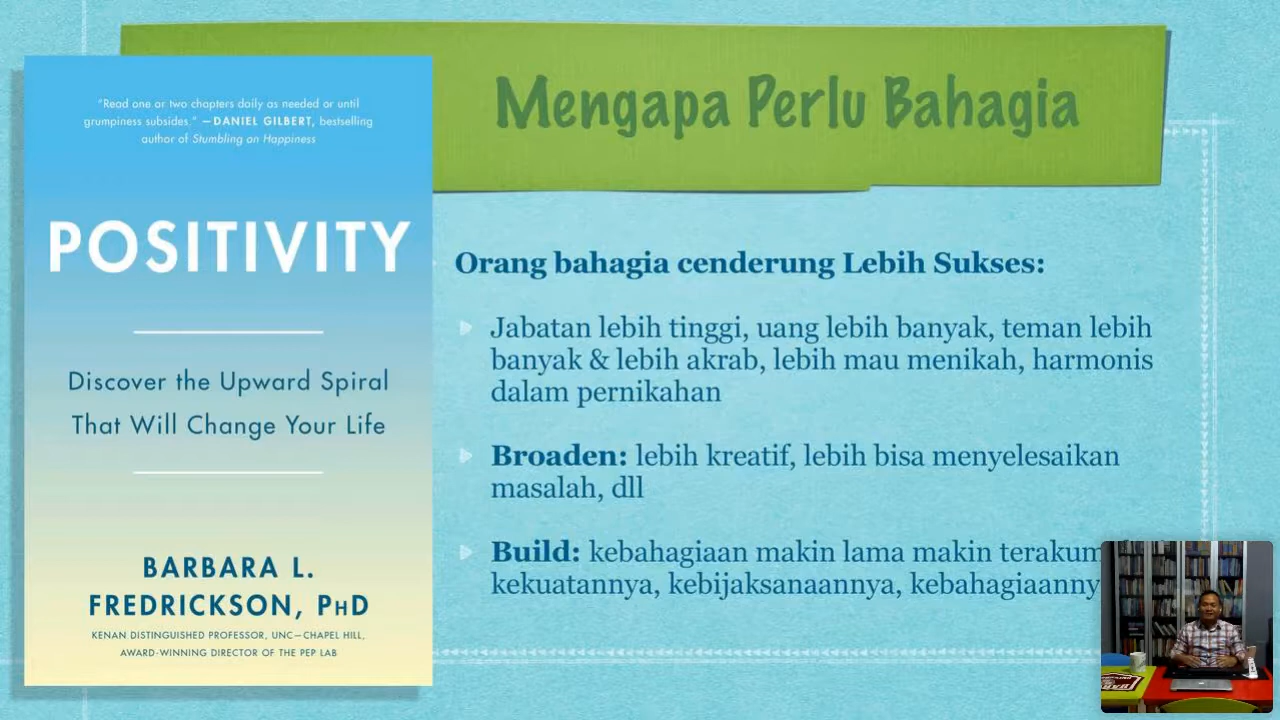 "Read one or two chapters daily as needed or until
grumpiness subsides." —DANIEL GILBERT, bestselling
author of Stumbling on Happiness
POSITIVITY
Discover the Upward Spiral
That Will Change Your Life
BARBARA L.
FREDRICKSON, PhD
KENAN DISTINGUISHED PROFESSOR, UNC—CHAPEL HILL,
AWARD-WINNING DIRECTOR OF THE PEP LAB
Mengapa Perlu Bahagia
Orang bahagia cenderung Lebih Sukses:
Jabatan lebih tinggi, uang lebih banyak, teman lebih
banyak & lebih akrab, lebih mau menikah, harmonis
dalam pernikahan
Broaden: lebih kreatif, lebih bisa menyelesaikan
masalah, dll
Build: kebahagiaan makin lama makin
kekuatannya, kebijaksanaannya,